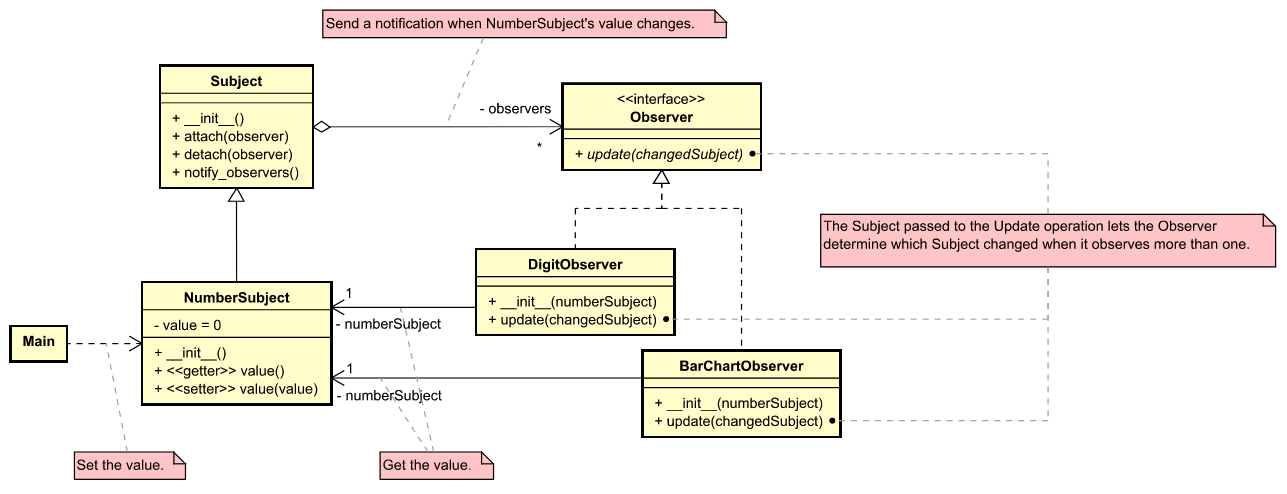 Send a notification when NumberSubject's value changes.
Subject
+ __init__()
+ attach(observer)
+ detach(observer)
+ notify_observers()
- observers
*
<<interface>>
Observer
+ update(changedSubject)
The Subject passed to the Update operation lets the Observer
determine which Subject changed when it observes more than one.
DigitObserver
+ __init__(numberSubject)
+ update(changedSubject)
1
- numberSubject
NumberSubject
- value = 0
+ __init__()
+ <<getter>> value()
+ <<setter>> value(value)
Main
BarChartObserver
+ __init__(numberSubject)
+ update(changedSubject)
1
- numberSubject
Set the value.
Get the value.